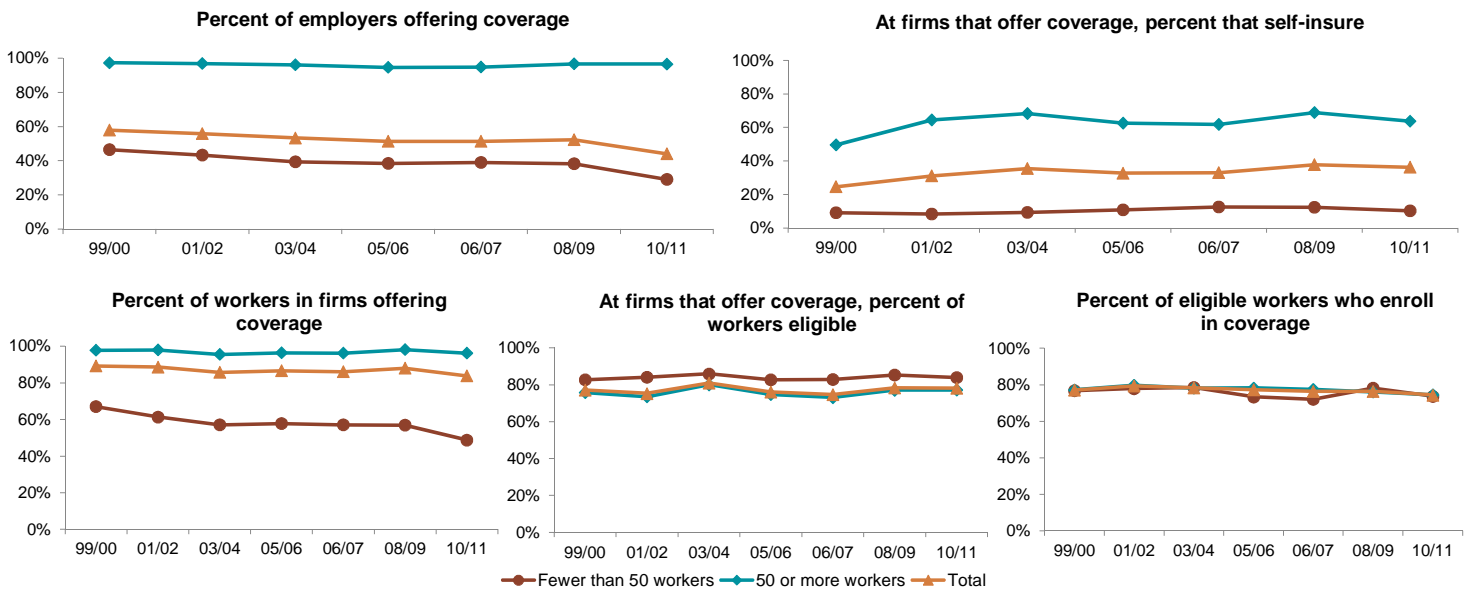 Percent of employers offering coverage
100%
80%
60%
40%
20%
0%
99/00 01/02 03/04 05/06 06/07 08/09 10/11
At firms that offer coverage, percent that self-insure
100%
80%
60%
40%
20%
0%
99/00 01/02 03/04 05/06 06/07 08/09 10/11
Percent of workers in firms offering
coverage
100%
80%
60%
40%
20%
0%
99/00 01/02 03/04 05/06 06/07 08/09 10/11
At firms that offer coverage, percent of
workers eligible
100%
80%
60%
40%
20%
0%
99/00 01/02 03/04 05/06 06/07 08/09 10/11
Percent of eligible workers who enroll
in coverage
100%
80%
60%
40%
20%
0%
99/00 01/02 03/04 05/06 06/07 08/09 10/11
Fewer than 50 workers 50 or more workers Total